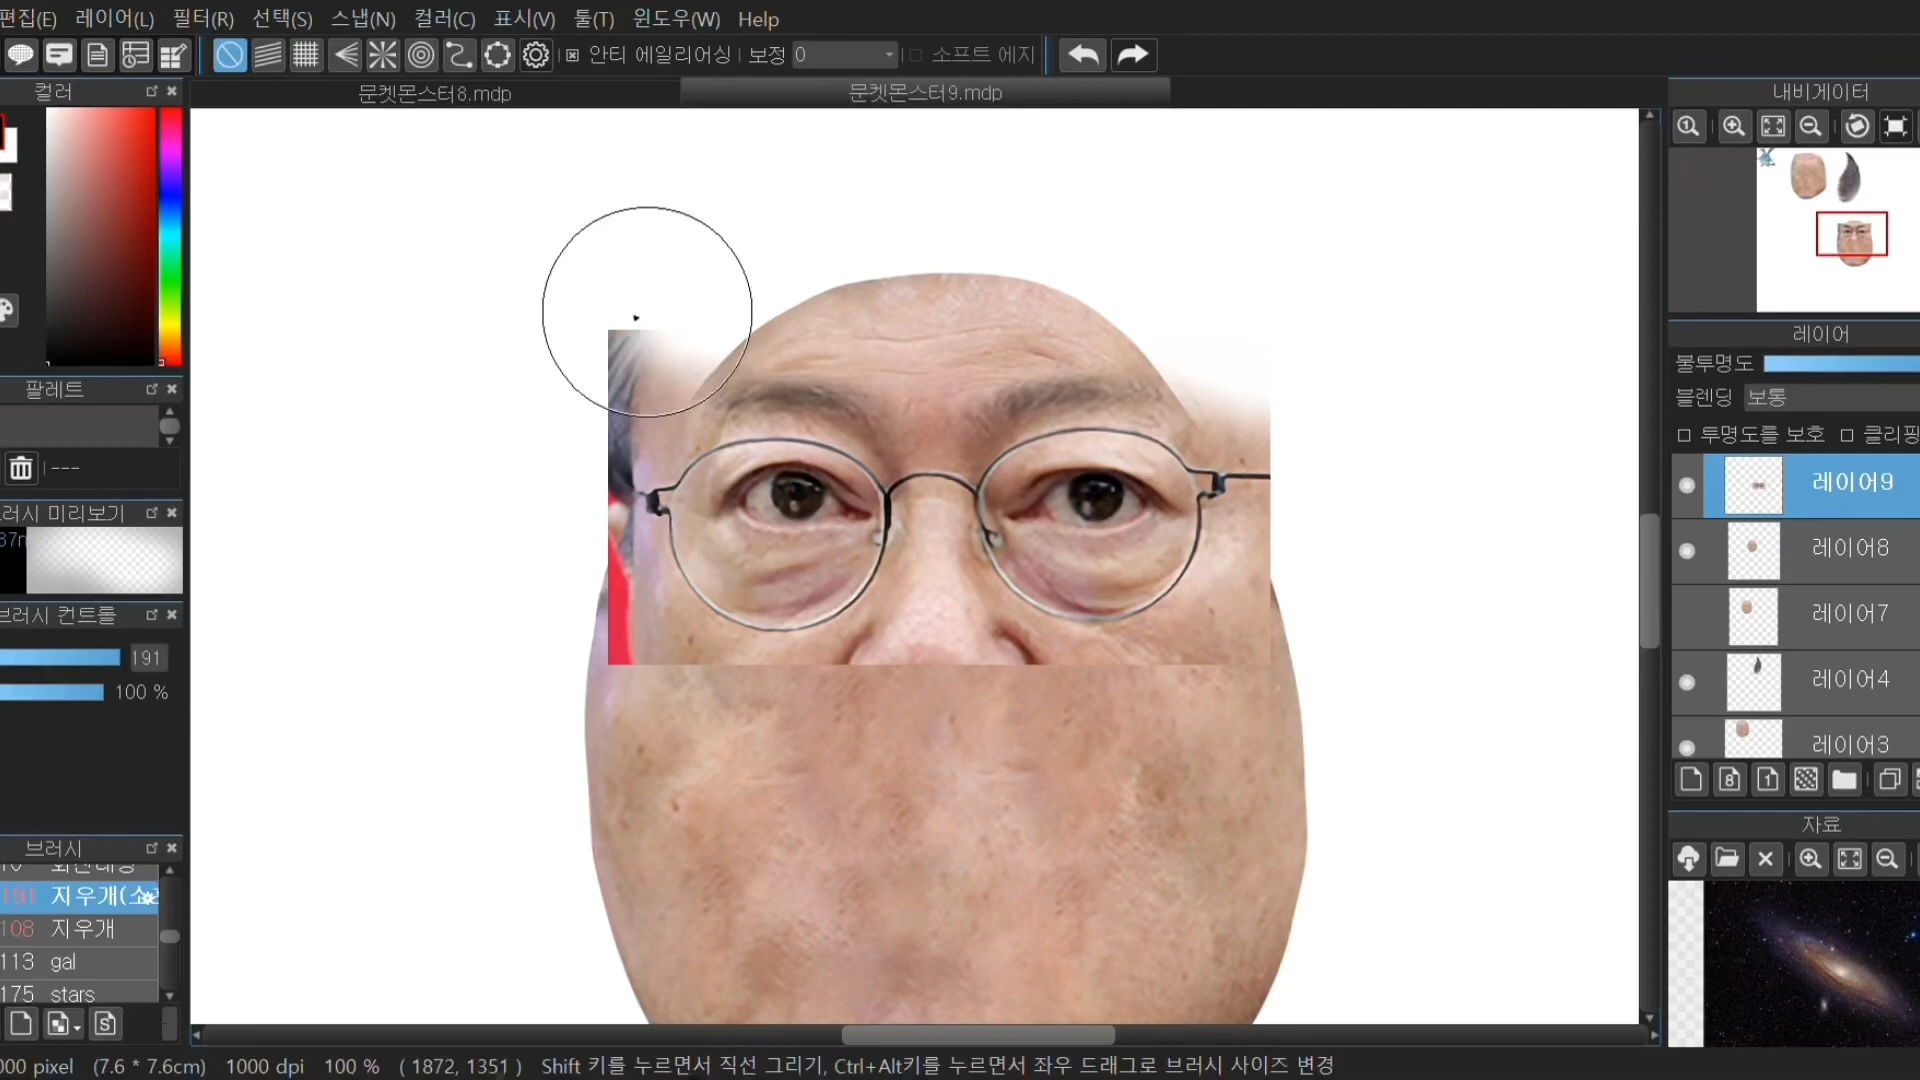 편집(E) 레이어(L) 필터(R) 선택(S) 스냅(N) 컬러(C) 표시(V) 툴(T) 윈도우(W) Help
안티 에일리어싱 보정 0 소프트 에지
컬러
문켓몬스터8.mdp 문켓몬스터9.mdp
내비게이터
레이어
불투명도
블렌딩 보통
투명도를 보호 클리핑
팔레트
---
레이어9
러시 미리보기
레이어8
브러시 컨트롤
레이어7
191
100 %
레이어4
레이어3
자료
브러시
191 지우개(소
108 지우개
113 gal
175 stars
000 pixel (7.6 * 7.6cm) 1000 dpi 100 % ( 1872, 1351 ) Shift 키를 누르면서 직선 그리기, Ctrl+Alt키를 누르면서 좌우 드래그로 브러시 사이즈 변경